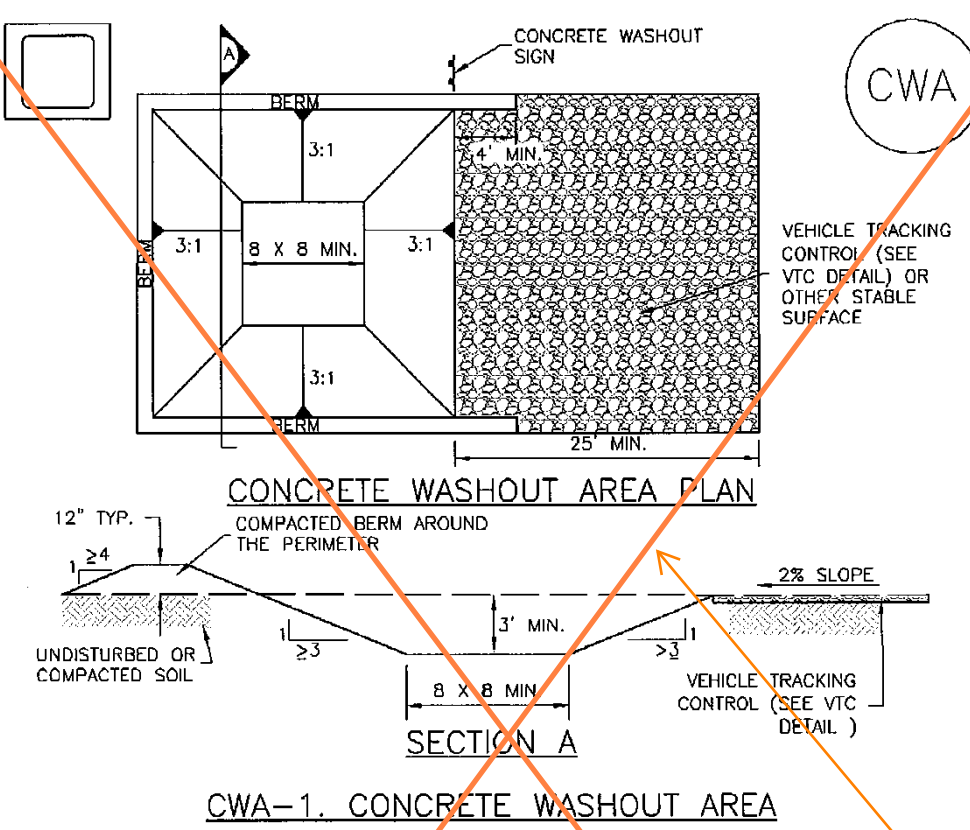 CONCRETE WASHOUT
SIGN
A
CWA
BERM
3:1
4' MIN.
VEHICLE TRACKING
CONTROL (SEE
VTC DETAIL) OR
OTHER STABLE
SURFACE
BERM
3:1
8 X 8 MIN.
3:1
3:1
BERM
25' MIN.
CONCRETE WASHOUT AREA PLAN
12" TYP.
COMPACTED BERM AROUND
THE PERIMETER
1
≥4
2% SLOPE
3' MIN.
1
≥3
1
>3
UNDISTURBED OR
COMPACTED SOIL
8 X 8 MIN
VEHICLE TRACKING
CONTROL (SEE VTC
DETAIL )
SECTION A
CWA-1. CONCRETE WASHOUT AREA